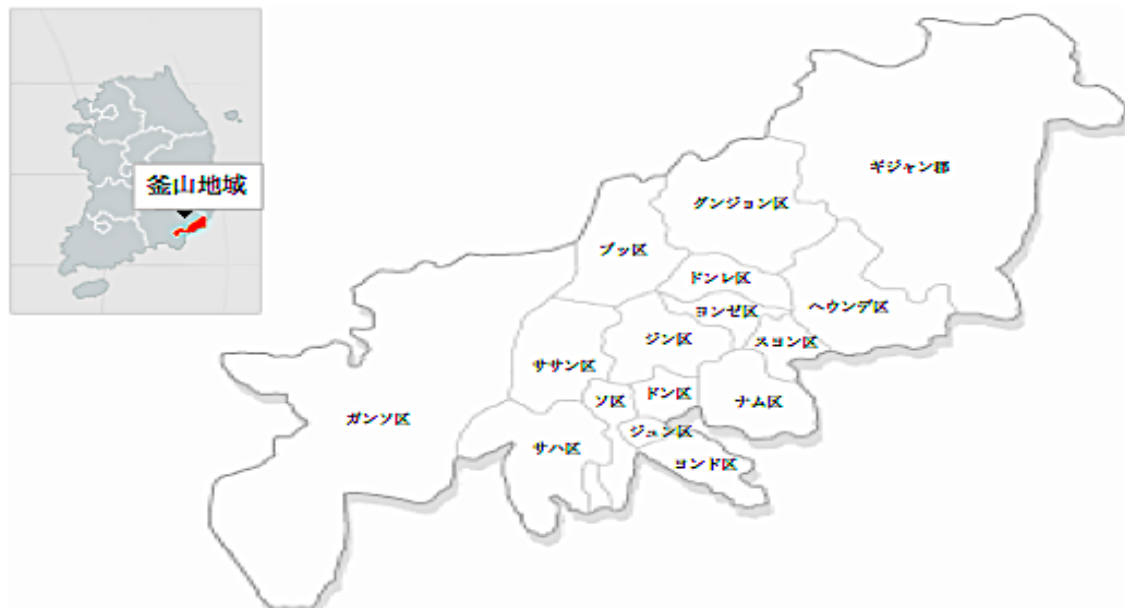 釜山地域
ギジャン郡
グンジョン区
ブッ区
ドンレ区
ヨンゼ区
ヘウンデ区
ジン区
スヨン区
ササン区
ソ区
ドン区
ナム区
ガンソ区
ジュン区
サハ区
ヨンド区